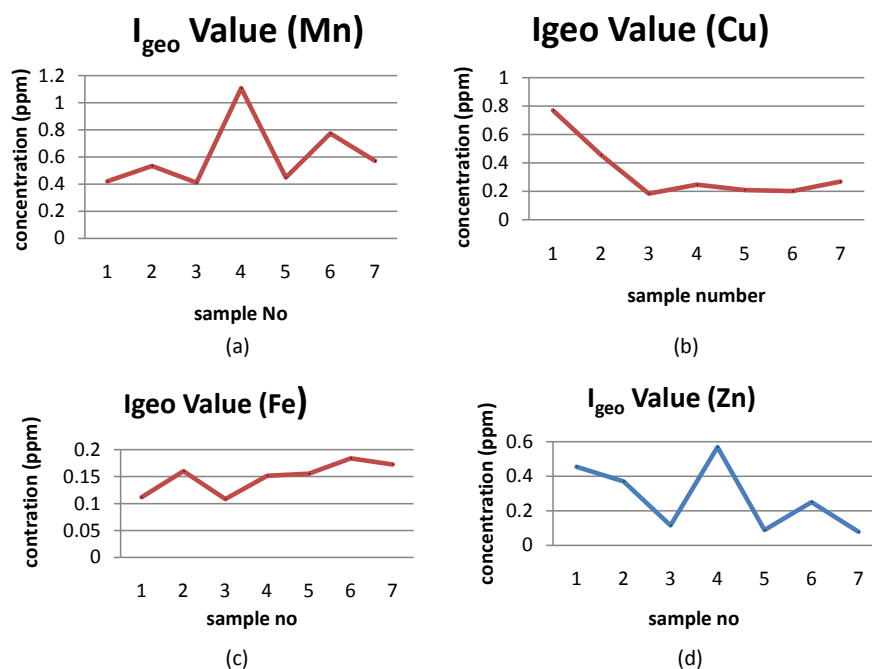 I_geo Value (Mn)
concentration (ppm)
1.2
1
0.8
0.6
0.4
0.2
0
1 2 3 4 5 6 7
sample No
(a)
Igeo Value (Cu)
concentration (ppm)
1
0.8
0.6
0.4
0.2
0
1 2 3 4 5 6 7
sample number
(b)
Igeo Value (Fe)
contration (ppm)
0.2
0.15
0.1
0.05
0
1 2 3 4 5 6 7
sample no
(c)
I_geo Value (Zn)
concentration (ppm)
0.6
0.4
0.2
0
1 2 3 4 5 6 7
sample no
(d)